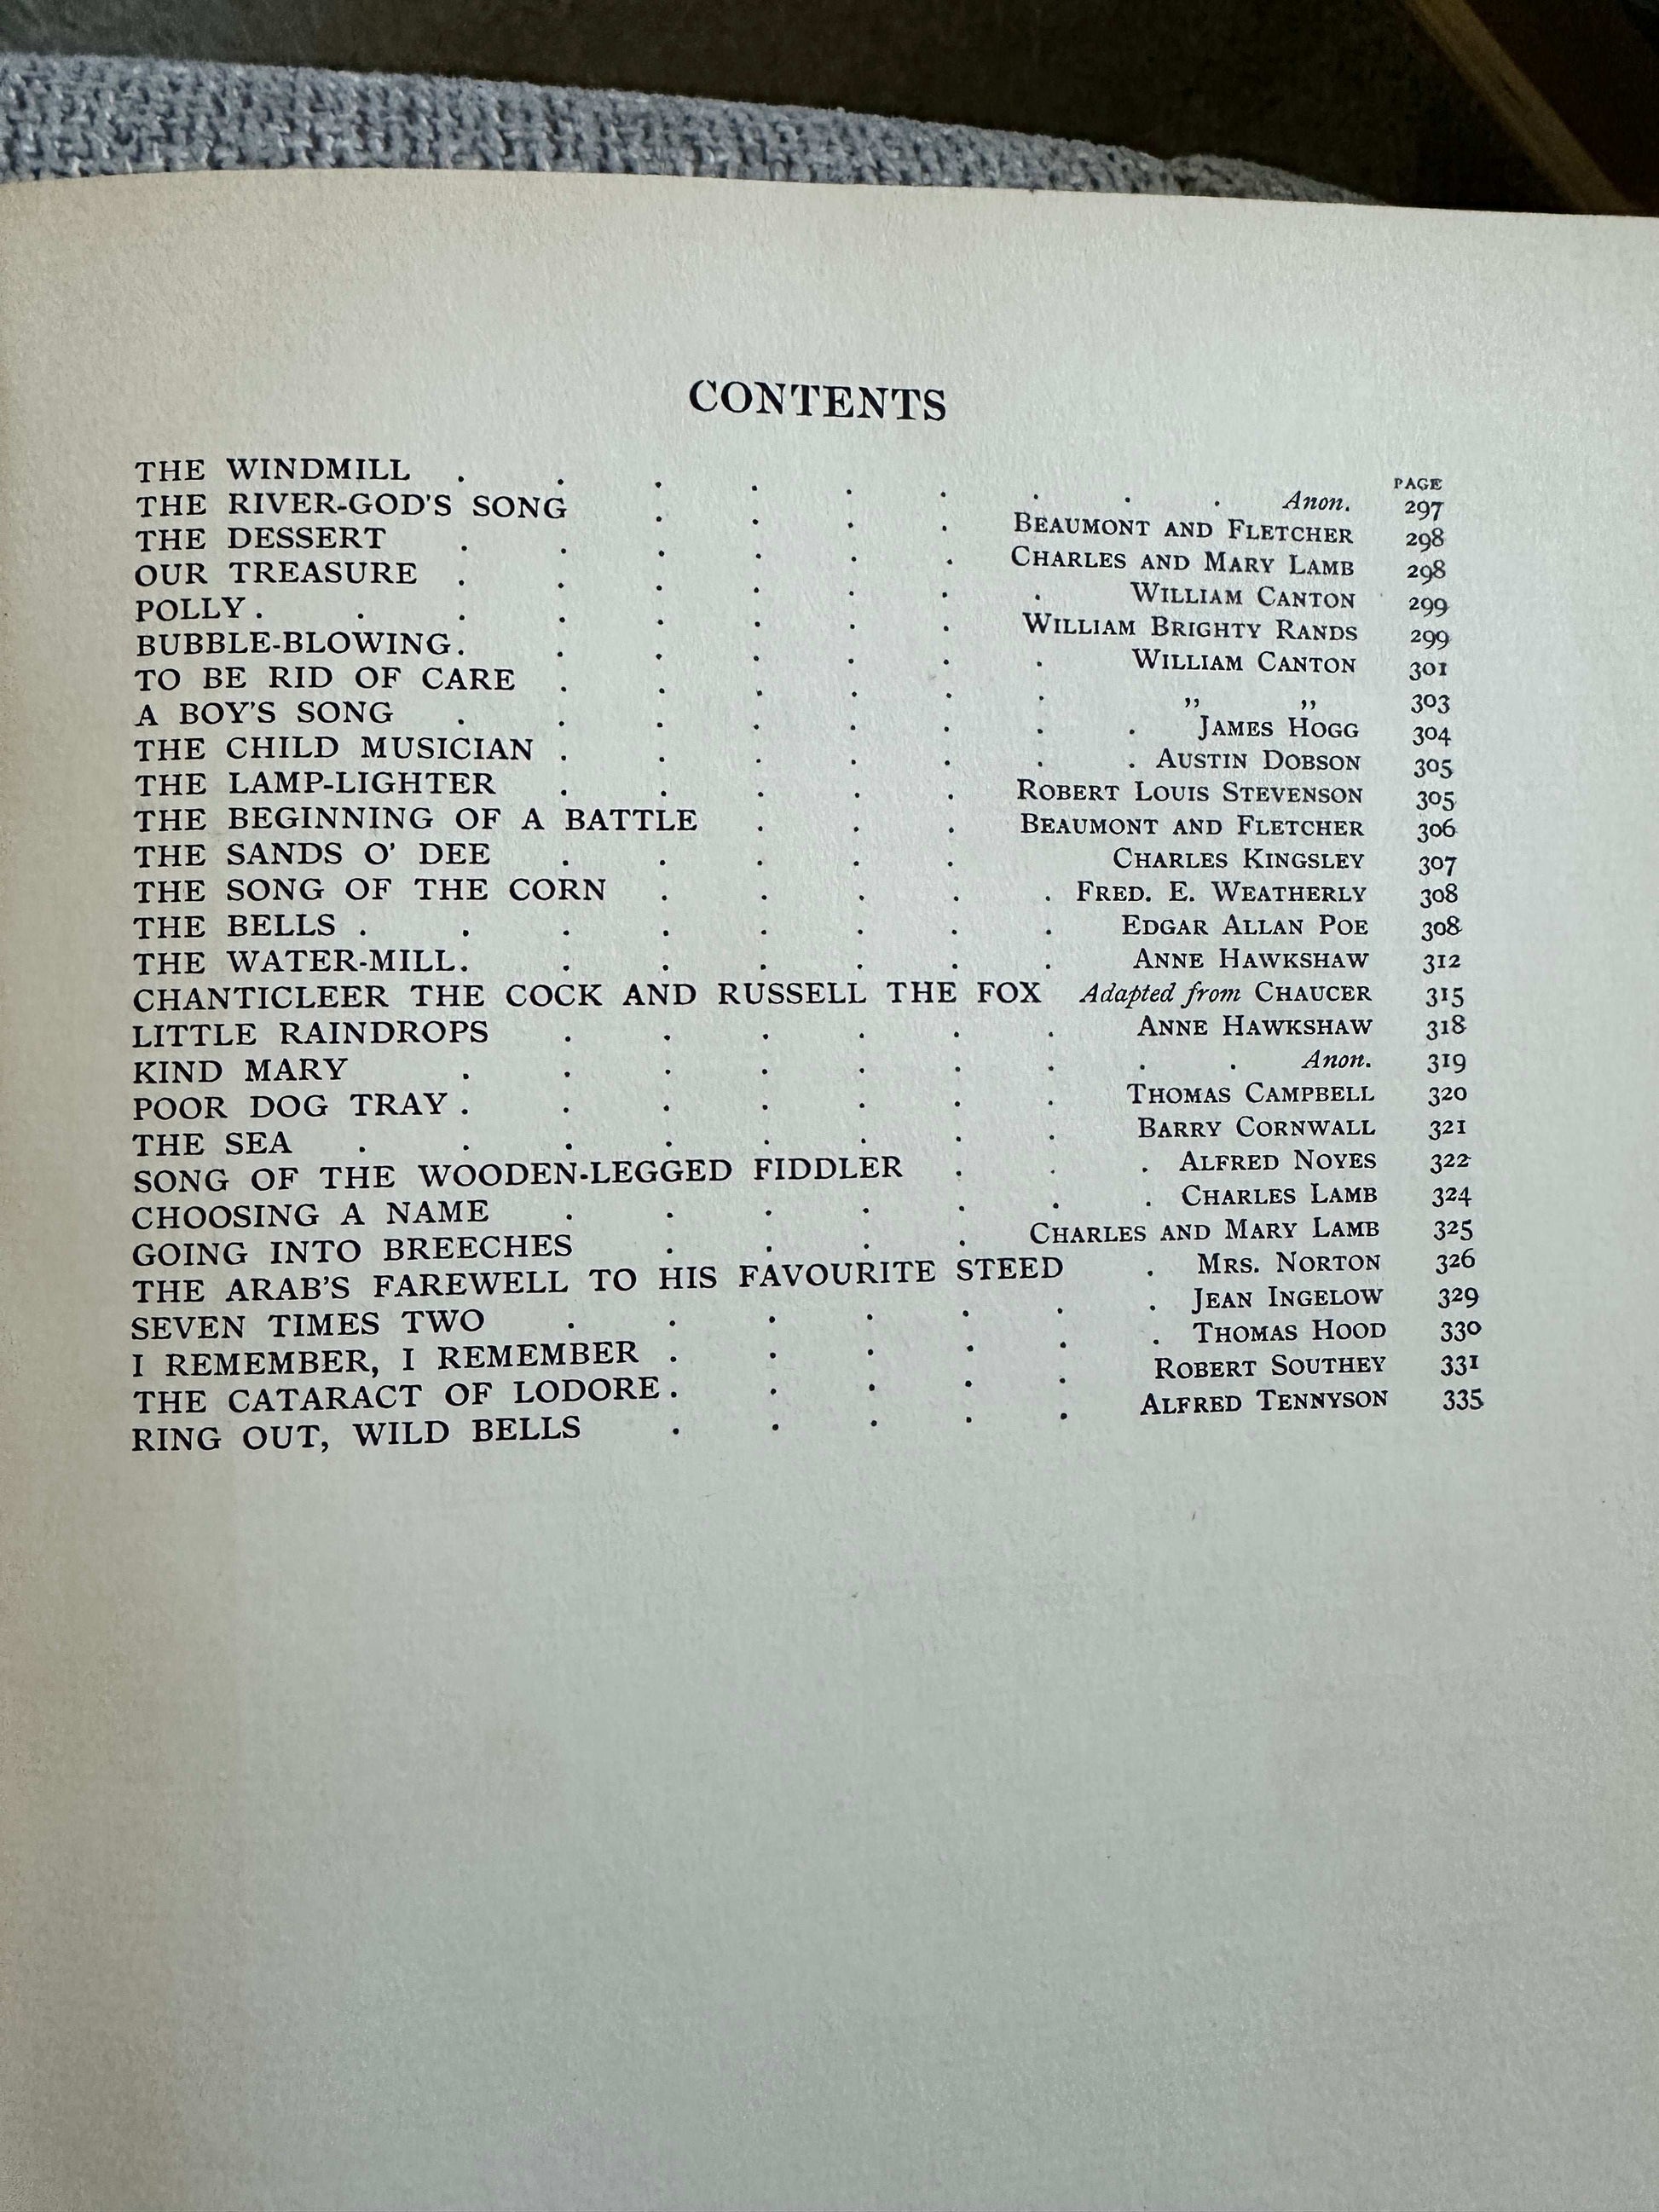 CONTENTS
PAGE
THE WINDMILL . . . . . . . . . Anon. 297
THE RIVER-GOD'S SONG . . . . BEAUMONT AND FLETCHER 298
THE DESSERT . . . . . . CHARLES AND MARY LAMB 298
OUR TREASURE . . . . . . . WILLIAM CANTON 299
POLLY . . . . . . . . WILLIAM BRIGHTY RANDS 299
BUBBLE-BLOWING . . . . . . . WILLIAM CANTON 301
TO BE RID OF CARE . . . . . . ,, ,, 303
A BOY'S SONG . . . . . . . . JAMES HOGG 304
THE CHILD MUSICIAN . . . . . . . AUSTIN DOBSON 305
THE LAMP-LIGHTER . . . . . ROBERT LOUIS STEVENSON 305
THE BEGINNING OF A BATTLE . . . BEAUMONT AND FLETCHER 306
THE SANDS O' DEE . . . . . CHARLES KINGSLEY 307
THE SONG OF THE CORN . . . . . FRED. E. WEATHERLY 308
THE BELLS . . . . . . . . EDGAR ALLAN POE 308
THE WATER-MILL . . . . . . . ANNE HAWKSHAW 312
CHANTICLEER THE COCK AND RUSSELL THE FOX Adapted from CHAUCER 315
LITTLE RAINDROPS . . . . . . ANNE HAWKSHAW 318
KIND MARY . . . . . . . . . Anon. 319
POOR DOG TRAY . . . . . . . THOMAS CAMPBELL 320
THE SEA . . . . . . . . BARRY CORNWALL 321
SONG OF THE WOODEN-LEGGED FIDDLER . . . ALFRED NOYES 322
CHOOSING A NAME . . . . . . . CHARLES LAMB 324
GOING INTO BREECHES . . . . CHARLES AND MARY LAMB 325
THE ARAB'S FAREWELL TO HIS FAVOURITE STEED . MRS. NORTON 326
SEVEN TIMES TWO . . . . . . . JEAN INGELOW 329
I REMEMBER, I REMEMBER . . . . . . THOMAS HOOD 330
THE CATARACT OF LODORE . . . . . ROBERT SOUTHEY 331
RING OUT, WILD BELLS . . . . . ALFRED TENNYSON 335